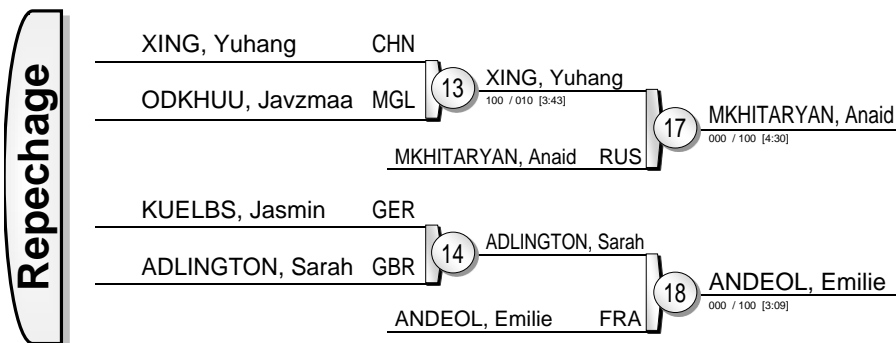 Repechage
XING, Yuhang CHN
ODKHUU, Javzmaa MGL
13
XING, Yuhang
100 / 010 [3:43]
MKHITARYAN, Anaid RUS
17
MKHITARYAN, Anaid
000 / 100 [4:30]
KUELBS, Jasmin GER
ADLINGTON, Sarah GBR
14
ADLINGTON, Sarah
ANDEOL, Emilie FRA
18
ANDEOL, Emilie
000 / 100 [3:09]